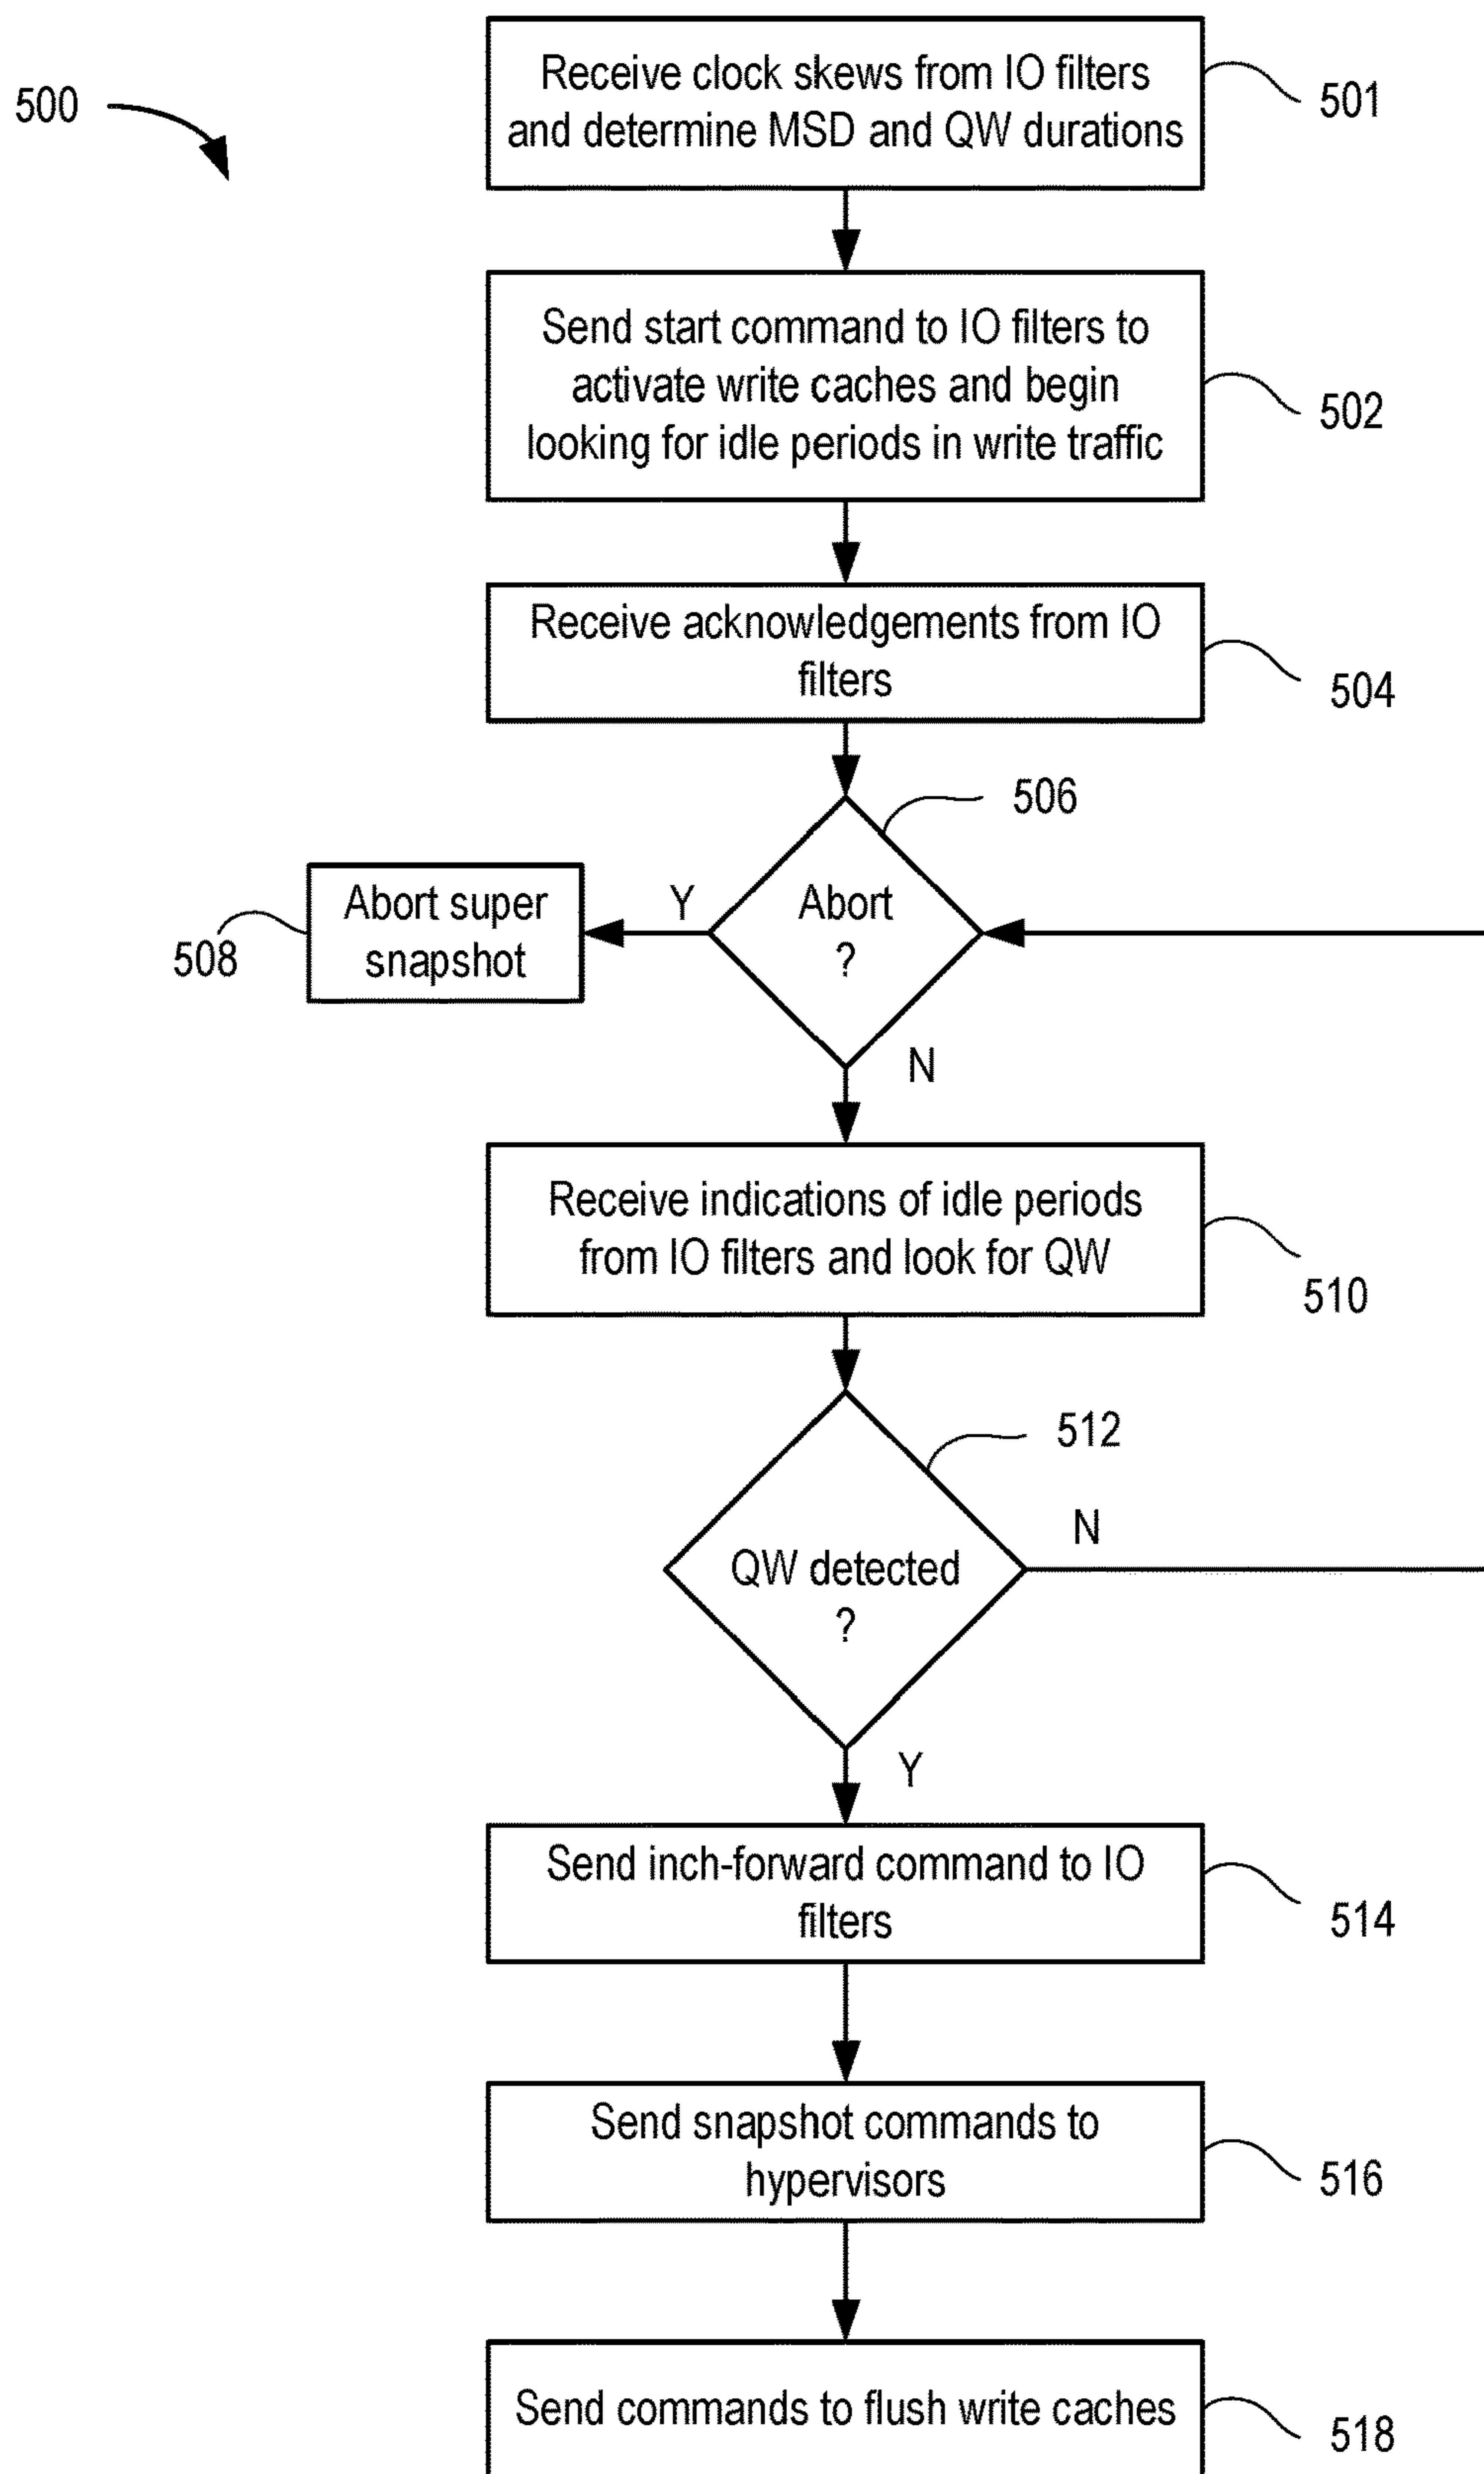 500
Receive clock skews from IO filters
and determine MSD and QW durations
501
Send start command to IO filters to
activate write caches and begin
looking for idle periods in write traffic
502
Receive acknowledgements from IO
filters
504
506
Abort
?
Y
N
Abort super
snapshot
508
Receive indications of idle periods
from IO filters and look for QW
510
512
QW detected
?
N
Y
Send inch-forward command to IO
filters
514
Send snapshot commands to
hypervisors
516
Send commands to flush write caches
518